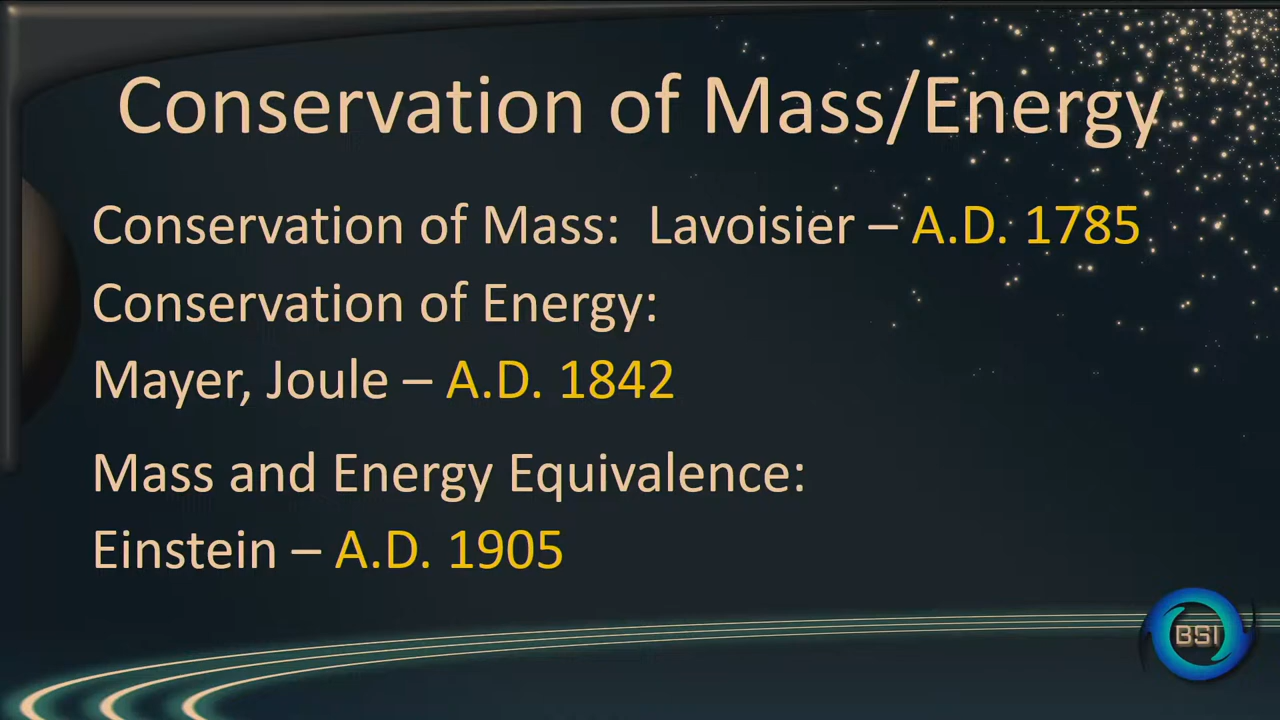 Conservation of Mass/Energy
Conservation of Mass:  Lavoisier – A.D. 1785
Conservation of Energy:
Mayer, Joule – A.D. 1842
Mass and Energy Equivalence:
Einstein – A.D. 1905
BSI